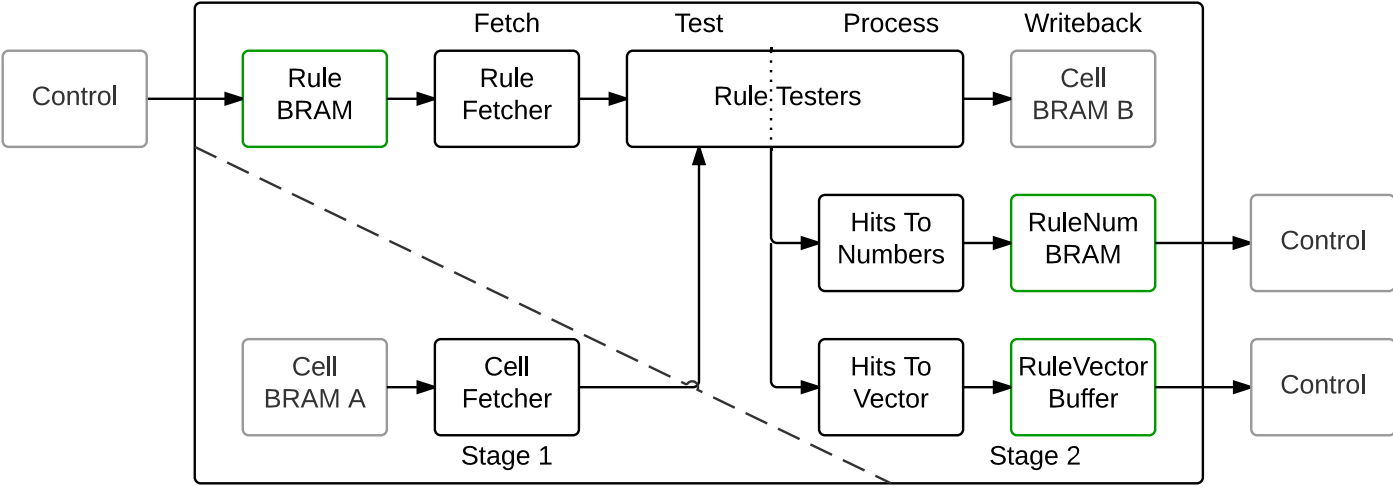 Fetch
Test
Process
Writeback
Control
Rule
BRAM
Rule
Fetcher
Rule Testers
Cell
BRAM B
Hits To
Numbers
RuleNum
BRAM
Control
Cell
BRAM A
Cell
Fetcher
Hits To
Vector
RuleVector
Buffer
Control
Stage 1
Stage 2